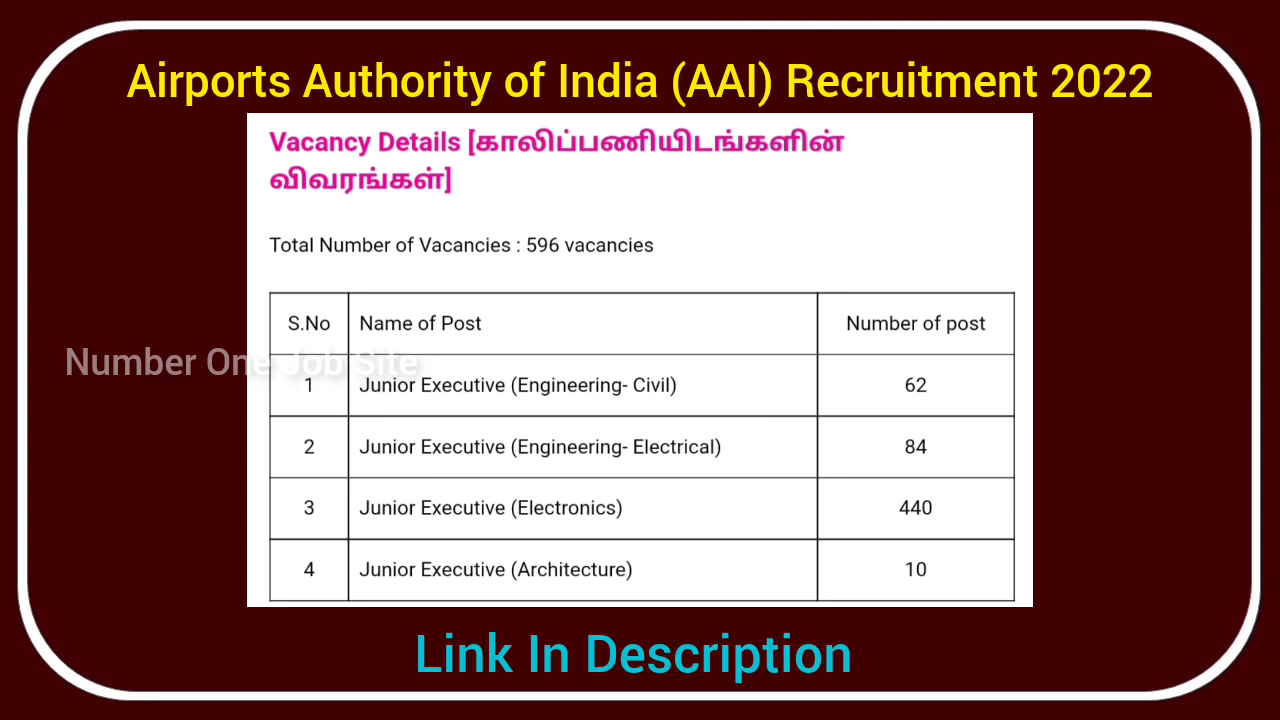 Airports Authority of India (AAI) Recruitment 2022
Vacancy Details [காலிப்பணியிடங்களின்
விவரங்கள்]
Total Number of Vacancies : 596 vacancies
S.No Name of Post Number of post
Number One Job Site
1 Junior Executive (Engineering- Civil) 62
2 Junior Executive (Engineering- Electrical) 84
3 Junior Executive (Electronics) 440
4 Junior Executive (Architecture) 10
Link In Description